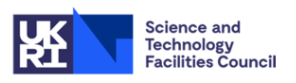 UK
RI
Science and
Technology
Facilities Council